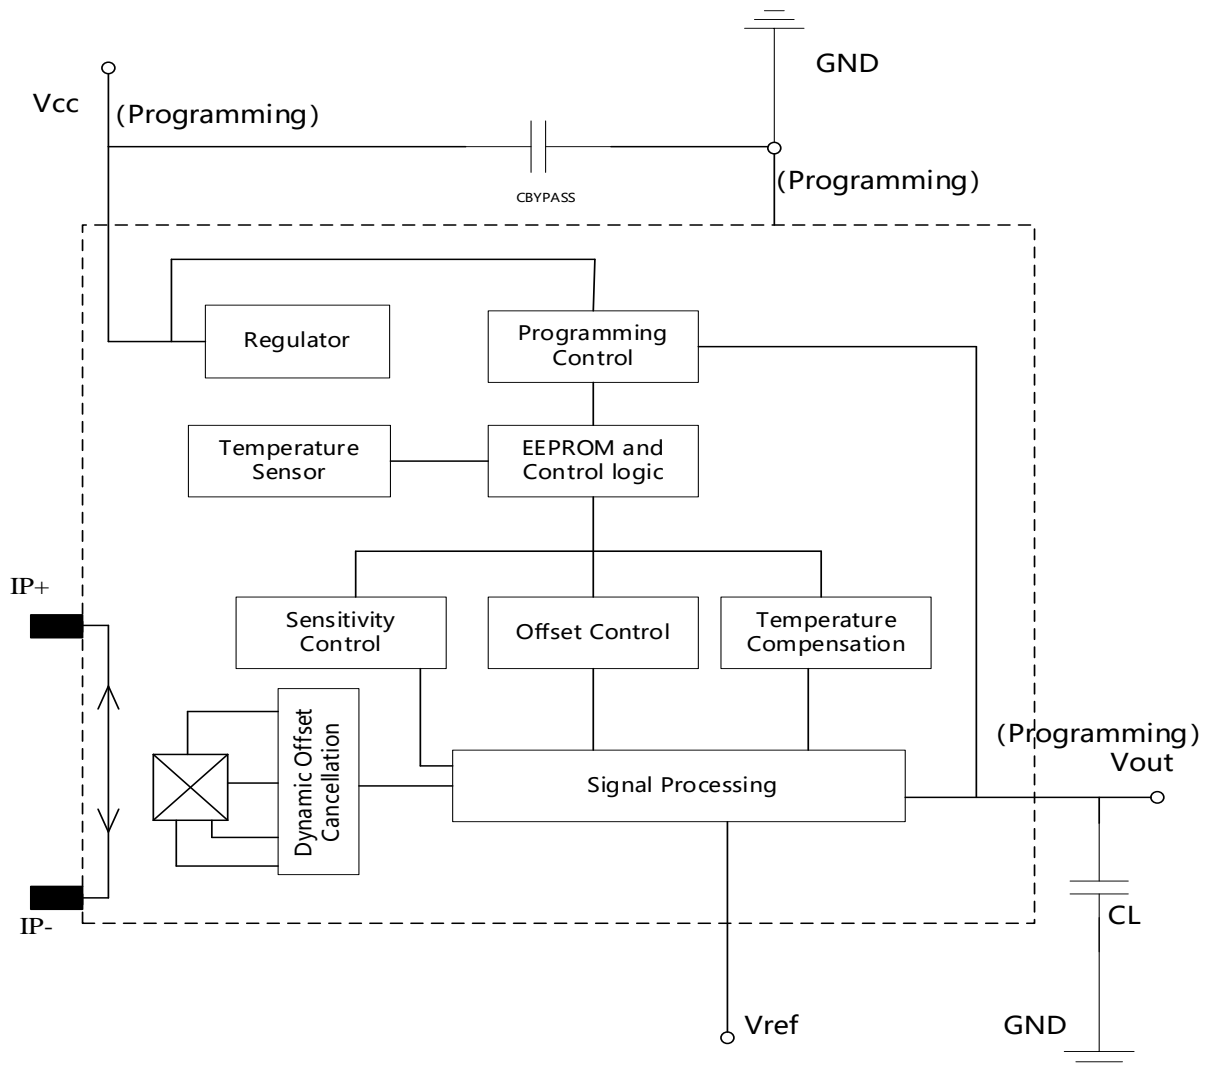 GND
Vcc
(Programming)
(Programming)
CBYPASS
Regulator
Programming
Control
Temperature
Sensor
EEPROM and
Control logic
IP+
Sensitivity
Control
Offset Control
Temperature
Compensation
Dynamic Offset
Cancellation
Signal Processing
(Programming)
Vout
IP-
CL
Vref
GND